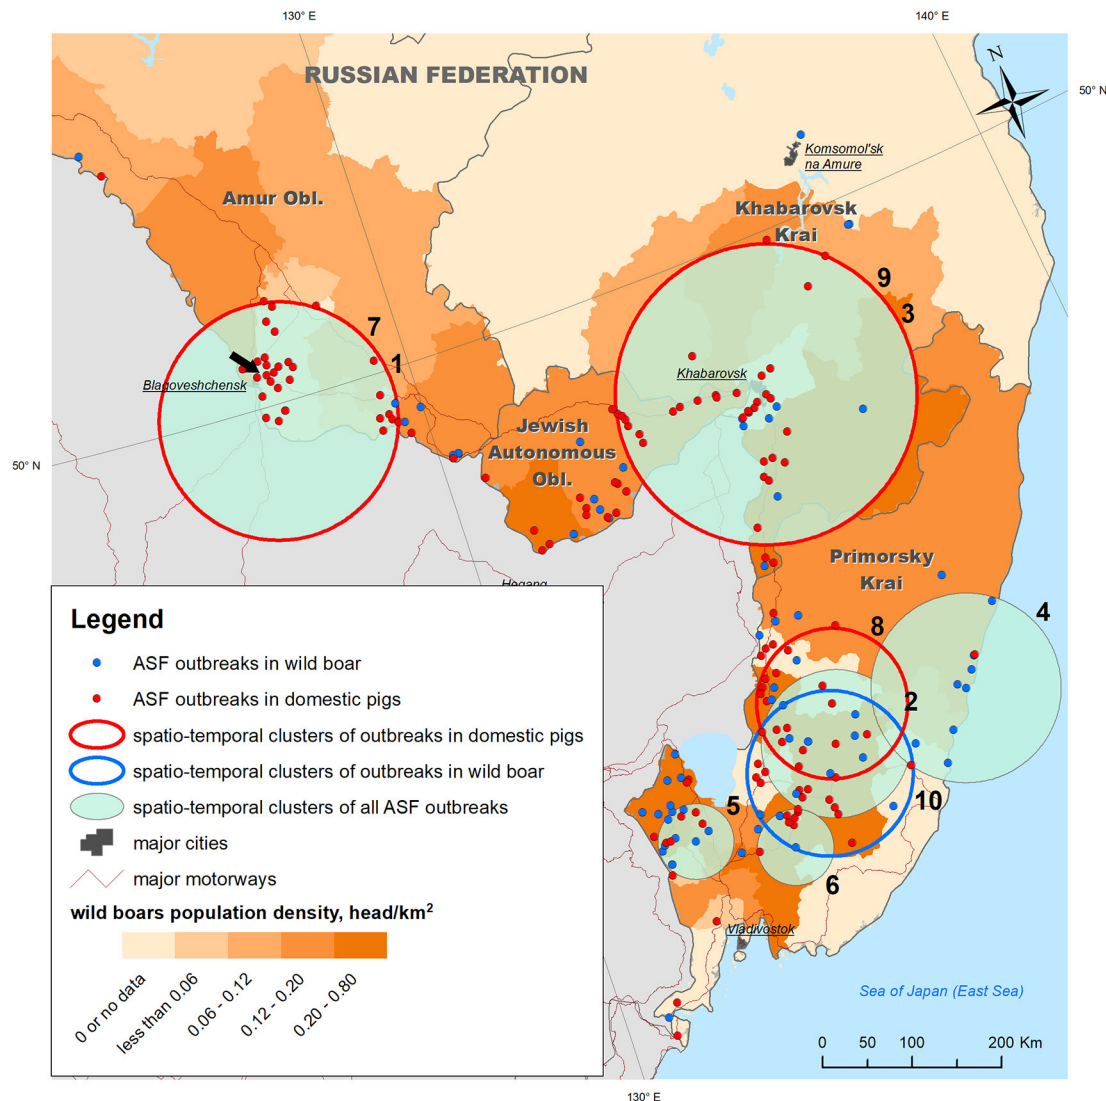 130° E
140° E
N
RUSSIAN FEDERATION
50° N
Komsomol'sk
na Amure
Amur Obl.
Khabarovsk
Krai
9
3
7
1
Khabarovsk
Blagoveshchensk
Jewish
Autonomous
Obl.
50° N
Primorsky
Krai
Hegang
4
8
2
10
5
6
Vladivostok
Sea of Japan (East Sea)
0 50 100 200 Km
130° E
Legend
ASF outbreaks in wild boar
ASF outbreaks in domestic pigs
spatio-temporal clusters of outbreaks in domestic pigs
spatio-temporal clusters of outbreaks in wild boar
spatio-temporal clusters of all ASF outbreaks
major cities
major motorways
wild boars population density, head/km²
0 or no data
less than 0.06
0.06 - 0.12
0.12 - 0.20
0.20 - 0.80